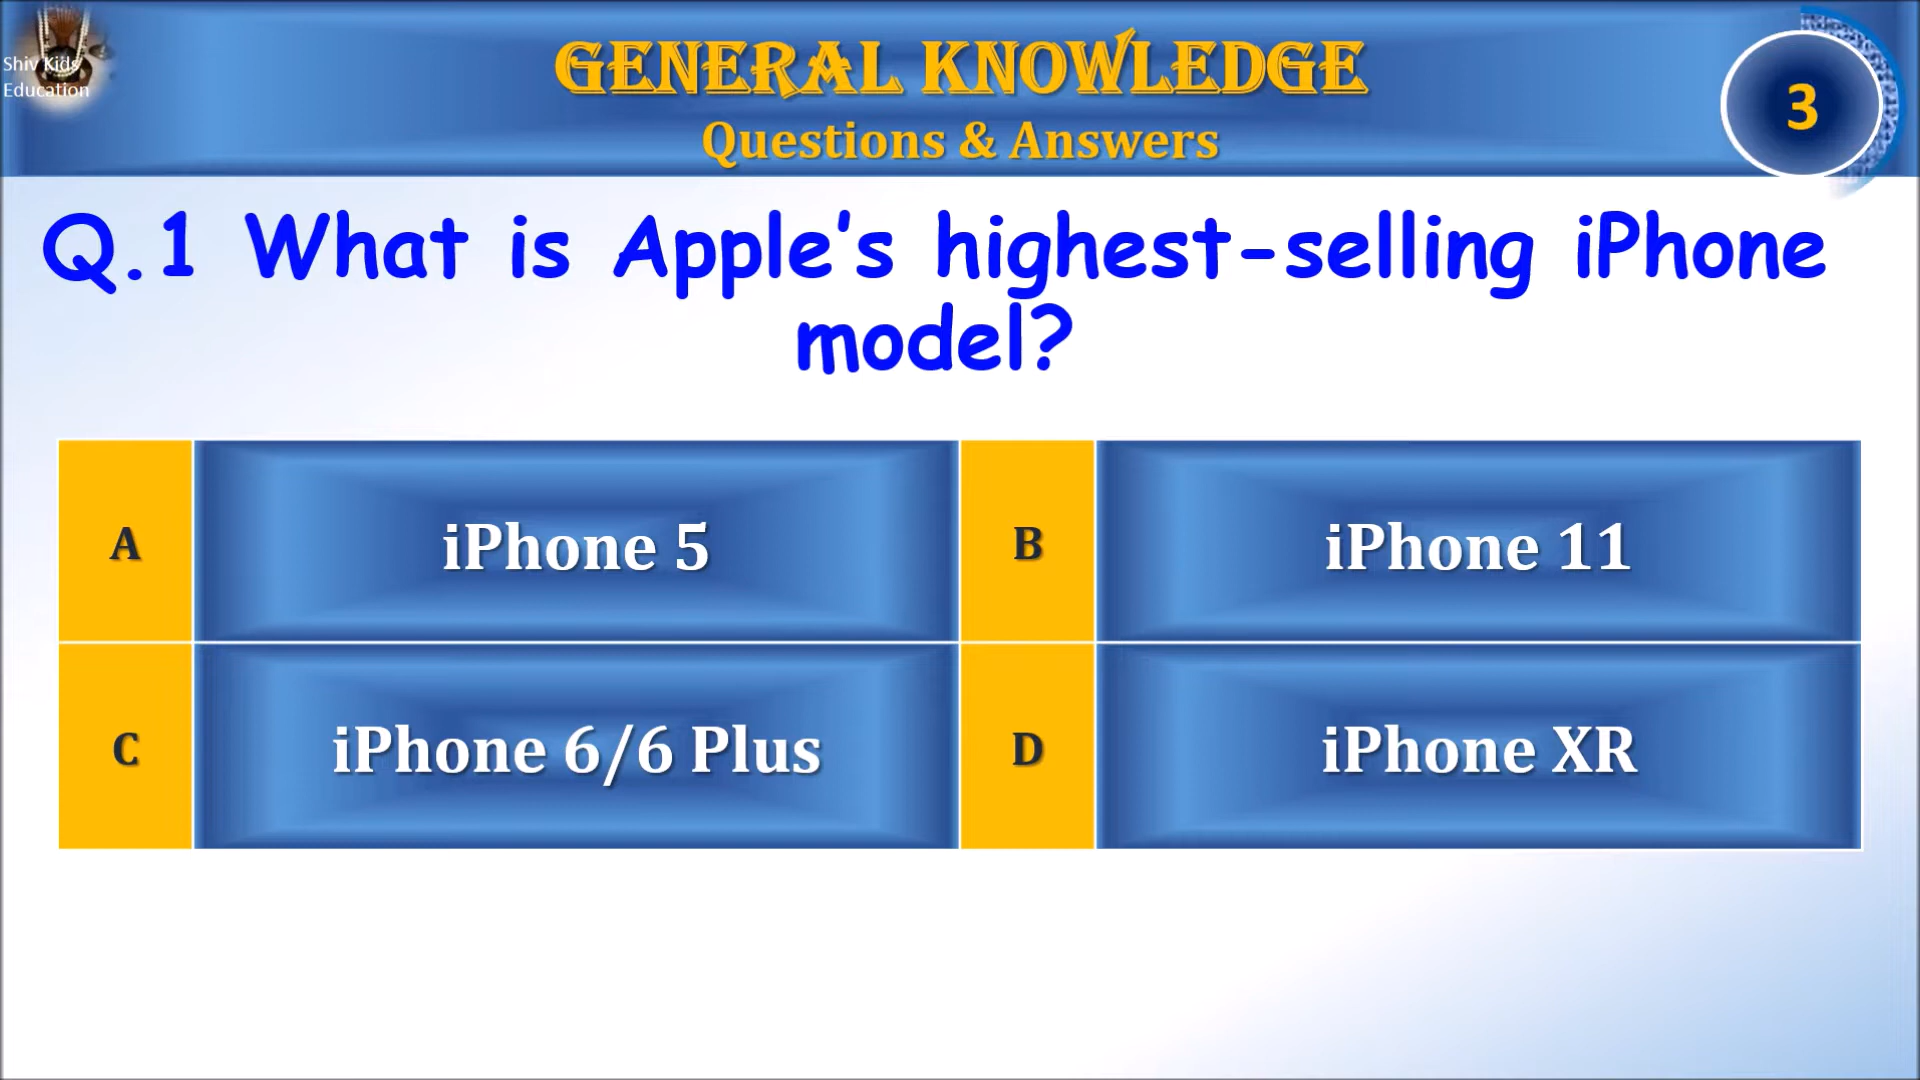 Shiv Kids
Education
GENERAL KNOWLEDGE
Questions & Answers
3
Q.1 What is Apple’s highest-selling iPhone
model?
A
iPhone 5
B
iPhone 11
C
iPhone 6/6 Plus
D
iPhone XR